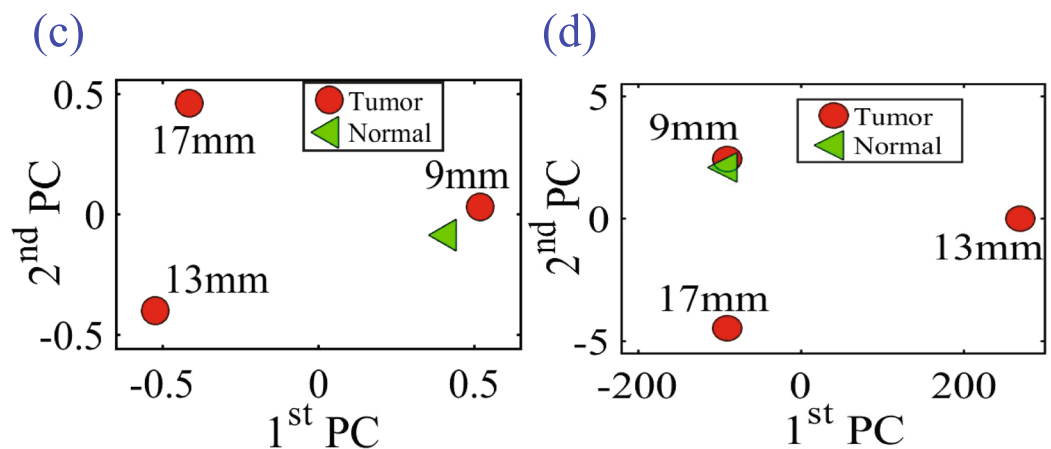 (c)
0.5
0
-0.5
2nd PC
Tumor
Normal
17mm
9mm
13mm
-0.5 0 0.5
1st PC
(d)
5
0
-5
2nd PC
Tumor
Normal
9mm
13mm
17mm
-200 0 200
1st PC